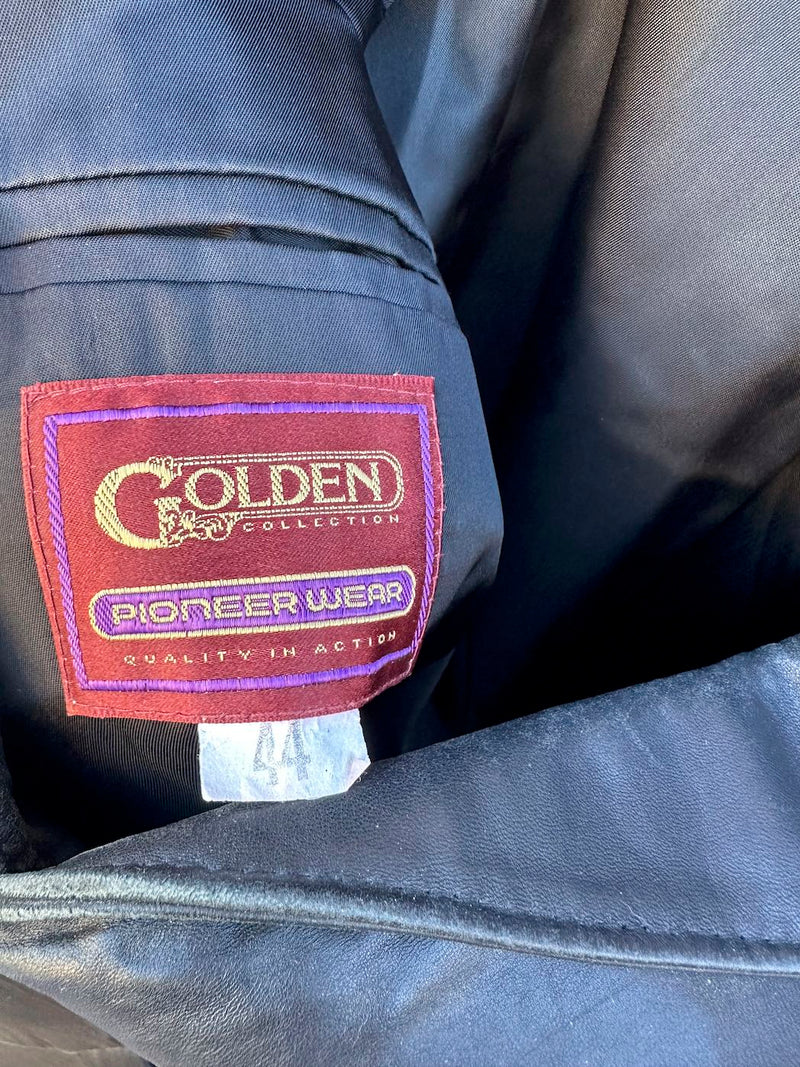 GOLDEN
COLLECTION
PIONEER WEAR
QUALITY IN ACTION
44